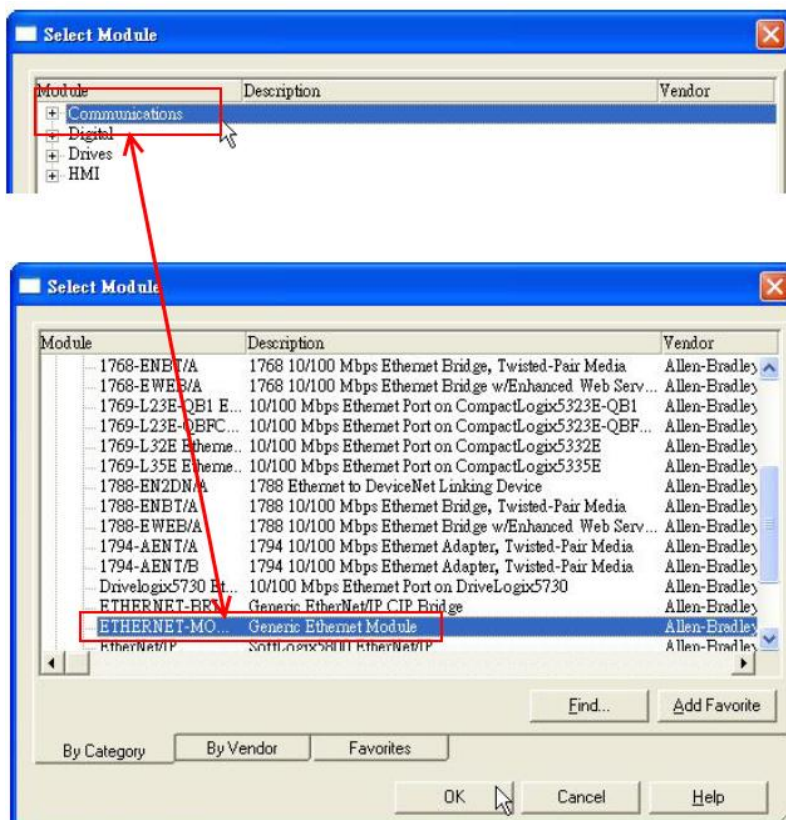 Select Module
Module Description Vendor
Communications
Digital
Drives
HMI
Select Module
Module Description Vendor
1768-ENBT/A 1768 10/100 Mbps Ethernet Bridge, Twisted-Pair Media Allen-Bradley
1768-EWEB/A 1768 10/100 Mbps Ethernet Bridge w/Enhanced Web Serv... Allen-Bradley
1769-L23E-QB1 E... 10/100 Mbps Ethernet Port on CompactLogix5323E-QB1 Allen-Bradley
1769-L23E-QBFC... 10/100 Mbps Ethernet Port on CompactLogix5323E-QBF... Allen-Bradley
1769-L32E Etherne... 10/100 Mbps Ethernet Port on CompactLogix5332E Allen-Bradley
1769-L35E Etherne... 10/100 Mbps Ethernet Port on CompactLogix5335E Allen-Bradley
1788-EN2DN/A 1788 Ethernet to DeviceNet Linking Device Allen-Bradley
1788-ENBT/A 1788 10/100 Mbps Ethernet Bridge, Twisted-Pair Media Allen-Bradley
1788-EWEB/A 1788 10/100 Mbps Ethernet Bridge w/Enhanced Web Serv... Allen-Bradley
1794-AENT/A 1794 10/100 Mbps Ethernet Adapter, Twisted-Pair Media Allen-Bradley
1794-AENT/B 1794 10/100 Mbps Ethernet Adapter, Twisted-Pair Media Allen-Bradley
Drivelogix5730 Et... 10/100 Mbps Ethernet Port on DriveLogix5730 Allen-Bradley
ETHERNET-BRI... Generic EtherNet/IP CIP Bridge Allen-Bradley
ETHERNET-MO... Generic Ethernet Module Allen-Bradley
EtherNet/IP SoftLogix5800 EtherNet/IP Allen-Bradley
Find... Add Favorite
By Category By Vendor Favorites
OK Cancel Help